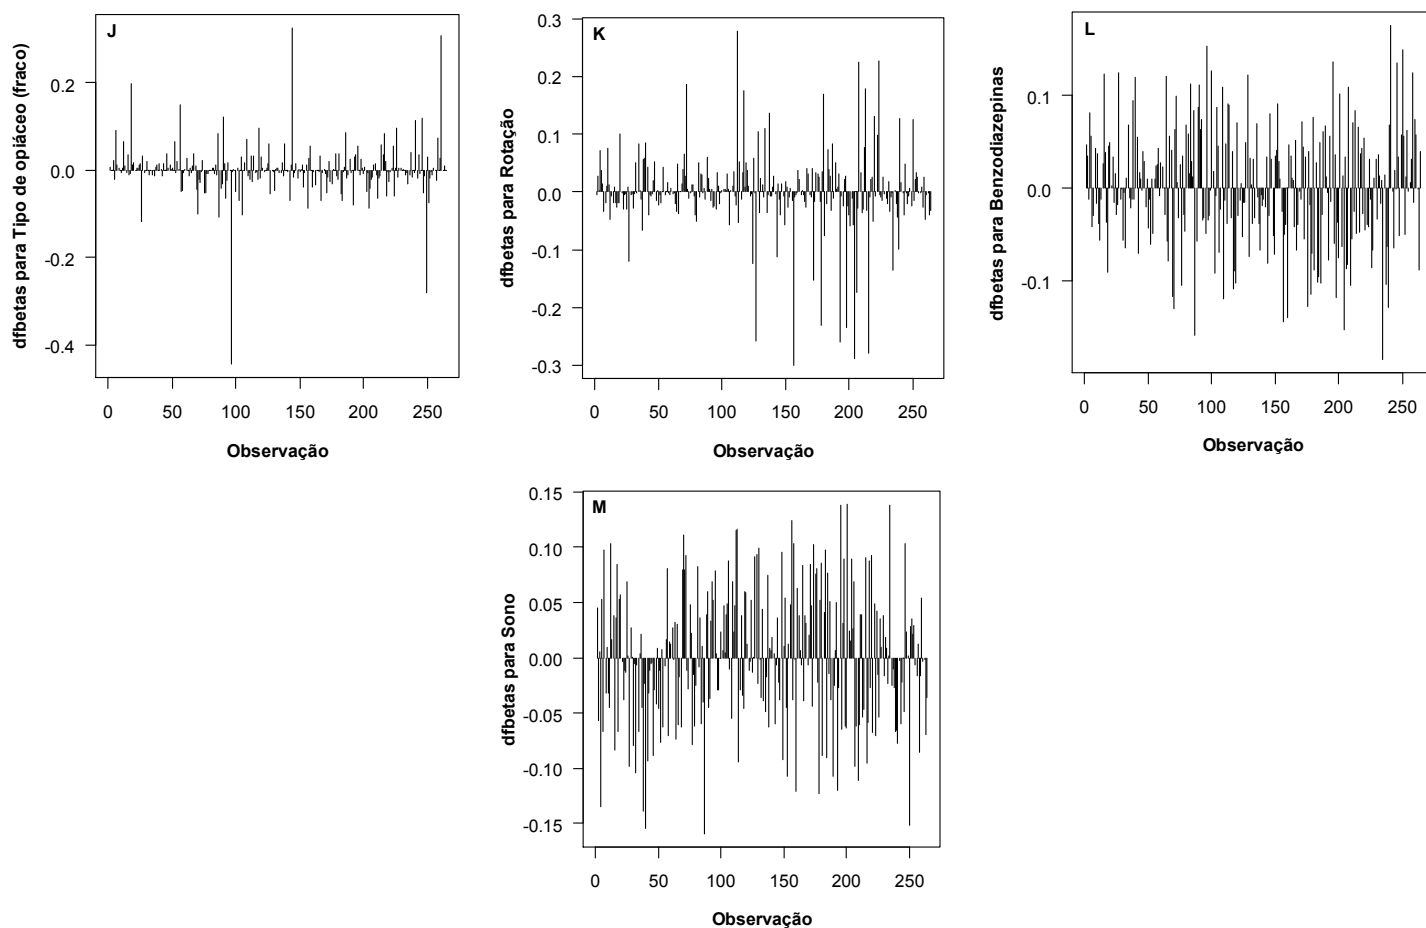 J
dfbetas para Tipo de opiáceo (fraco)
0.2
0.0
-0.2
-0.4
0 50 100 150 200 250
Observação
K
dfbetas para Rotação
0.3
0.2
0.1
0.0
-0.1
-0.2
-0.3
0 50 100 150 200 250
Observação
L
dfbetas para Benzodiazepinas
0.1
0.0
-0.1
0 50 100 150 200 250
Observação
M
dfbetas para Sono
0.15
0.10
0.05
0.00
-0.05
-0.10
-0.15
0 50 100 150 200 250
Observação